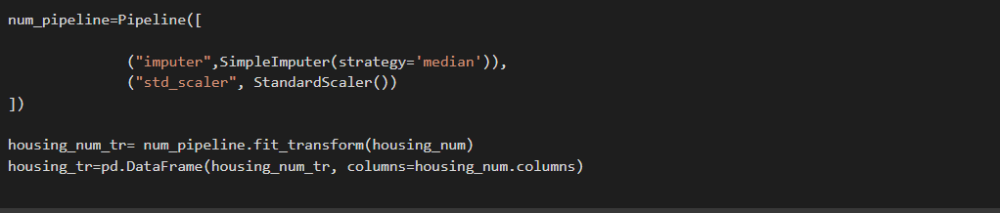 num_pipeline=Pipeline([
("imputer",SimpleImputer(strategy='median')),
("std_scaler", StandardScaler())
])
housing_num_tr= num_pipeline.fit_transform(housing_num)
housing_tr=pd.DataFrame(housing_num_tr, columns=housing_num.columns)